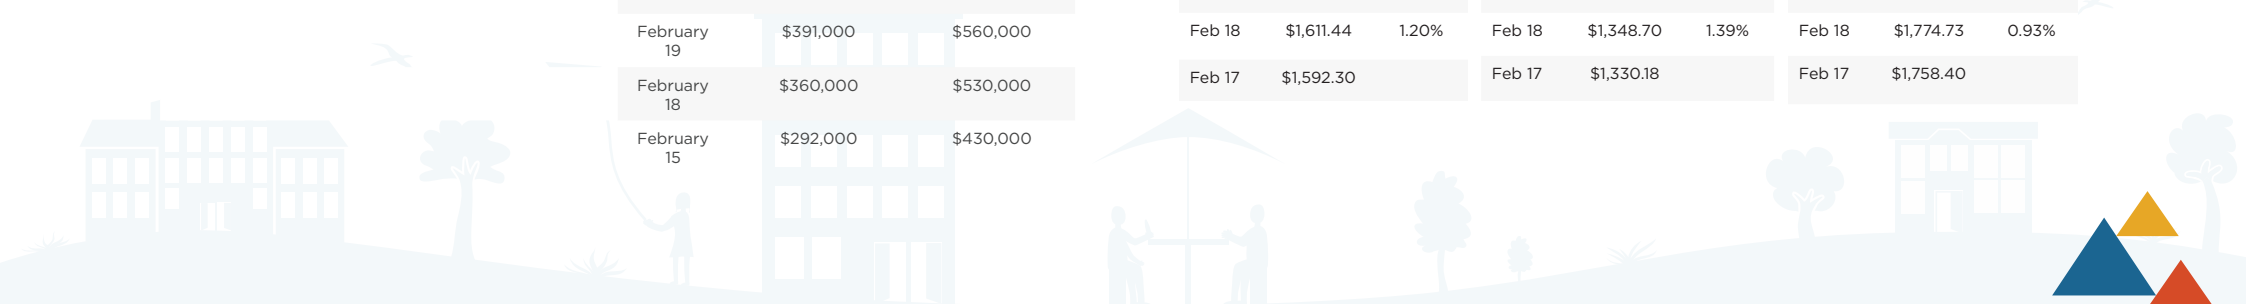 February $391,000 $560,000
19
February $360,000 $530,000
18
February $292,000 $430,000
15
Feb 18 $1,611.44 1.20%
Feb 17 $1,592.30
Feb 18 $1,348.70 1.39%
Feb 17 $1,330.18
Feb 18 $1,774.73 0.93%
Feb 17 $1,758.40